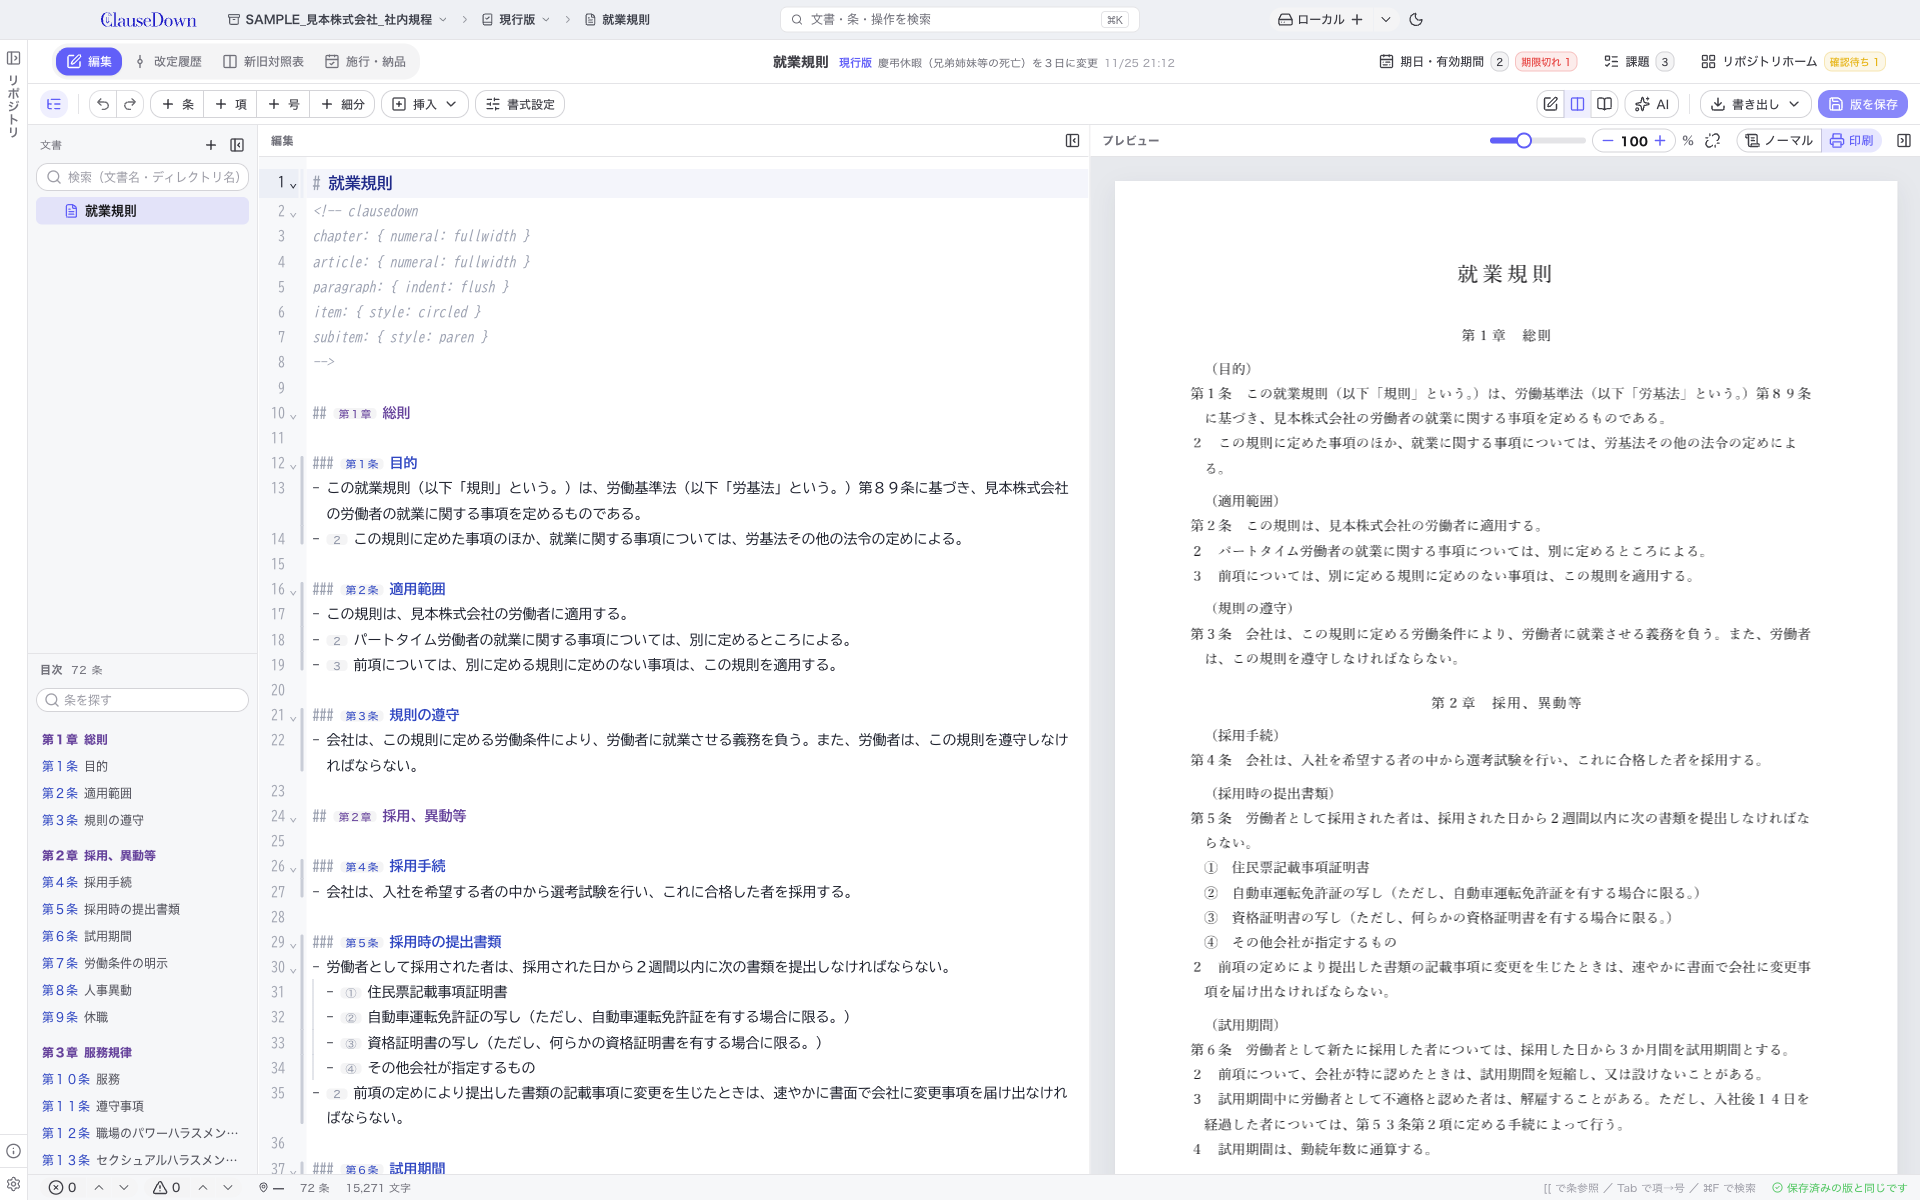 ClauseDown
SAMPLE_見本株式会社_社内規程
現行版
就業規則
文書・条・操作を検索
⌘K
ローカル
編集
改定履歴
新旧対照表
施行・納品
就業規則 現行版 慶弔休暇（兄弟姉妹等の死亡）を３日に変更 11/25 21:12
期日・有効期間 2 期限切れ 1
課題 3
リポジトリホーム 確認待ち 1
リポジトリ
条
項
号
細分
挿入
書式設定
AI
書き出し
版を保存
文書
検索（文書名・ディレクトリ名）
就業規則
目次 72 条
条を探す
第１章 総則
第１条 目的
第２条 適用範囲
第３条 規則の遵守
第２章 採用、異動等
第４条 採用手続
第５条 採用時の提出書類
第６条 試用期間
第７条 労働条件の明示
第８条 人事異動
第９条 休職
第３章 服務規律
第１０条 服務
第１１条 遵守事項
第１２条 職場のパワーハラスメン…
第１３条 セクシュアルハラスメン…
編集
1 # 就業規則
2 <!-- clausedown
3 chapter: { numeral: fullwidth }
4 article: { numeral: fullwidth }
5 paragraph: { indent: flush }
6 item: { style: circled }
7 subitem: { style: paren }
8 -->
9
10 ## 第１章 総則
11
12 ### 第１条 目的
13 - この就業規則（以下「規則」という。）は、労働基準法（以下「労基法」という。）第８９条に基づき、見本株式会社
の労働者の就業に関する事項を定めるものである。
14 - 2 この規則に定めた事項のほか、就業に関する事項については、労基法その他の法令の定めによる。
15
16 ### 第２条 適用範囲
17 - この規則は、見本株式会社の労働者に適用する。
18 - 2 パートタイム労働者の就業に関する事項については、別に定めるところによる。
19 - 3 前項については、別に定める規則に定めのない事項は、この規則を適用する。
20
21 ### 第３条 規則の遵守
22 - 会社は、この規則に定める労働条件により、労働者に就業させる義務を負う。また、労働者は、この規則を遵守しなけ
ればならない。
23
24 ## 第２章 採用、異動等
25
26 ### 第４条 採用手続
27 - 会社は、入社を希望する者の中から選考試験を行い、これに合格した者を採用する。
28
29 ### 第５条 採用時の提出書類
30 - 労働者として採用された者は、採用された日から２週間以内に次の書類を提出しなければならない。
31 - ① 住民票記載事項証明書
32 - ② 自動車運転免許証の写し（ただし、自動車運転免許証を有する場合に限る。）
33 - ③ 資格証明書の写し（ただし、何らかの資格証明書を有する場合に限る。）
34 - ④ その他会社が指定するもの
35 - 2 前項の定めにより提出した書類の記載事項に変更を生じたときは、速やかに書面で会社に変更事項を届け出なけれ
ばならない。
36
37 ### 第６条 試用期間
プレビュー
100 %
ノーマル
印刷
就業規則
第１章 総則
（目的）
第１条 この就業規則（以下「規則」という。）は、労働基準法（以下「労基法」という。）第８９条
に基づき、見本株式会社の労働者の就業に関する事項を定めるものである。
２ この規則に定めた事項のほか、就業に関する事項については、労基法その他の法令の定めによ
る。
（適用範囲）
第２条 この規則は、見本株式会社の労働者に適用する。
２ パートタイム労働者の就業に関する事項については、別に定めるところによる。
３ 前項については、別に定める規則に定めのない事項は、この規則を適用する。
（規則の遵守）
第３条 会社は、この規則に定める労働条件により、労働者に就業させる義務を負う。また、労働者
は、この規則を遵守しなければならない。
第２章 採用、異動等
（採用手続）
第４条 会社は、入社を希望する者の中から選考試験を行い、これに合格した者を採用する。
（採用時の提出書類）
第５条 労働者として採用された者は、採用された日から２週間以内に次の書類を提出しなければな
らない。
① 住民票記載事項証明書
② 自動車運転免許証の写し（ただし、自動車運転免許証を有する場合に限る。）
③ 資格証明書の写し（ただし、何らかの資格証明書を有する場合に限る。）
④ その他会社が指定するもの
２ 前項の定めにより提出した書類の記載事項に変更を生じたときは、速やかに書面で会社に変更事
項を届け出なければならない。
（試用期間）
第６条 労働者として新たに採用した者については、採用した日から３か月間を試用期間とする。
２ 前項について、会社が特に認めたときは、試用期間を短縮し、又は設けないことがある。
３ 試用期間中に労働者として不適格と認めた者は、解雇することがある。ただし、入社後１４日を
経過した者については、第５３条第２項に定める手続によって行う。
４ 試用期間は、勤続年数に通算する。
0
0
— 72 条 15,271 文字
[[ で条参照 ／ Tab で項→号 ／ ⌘F で検索
保存済みの版と同じです